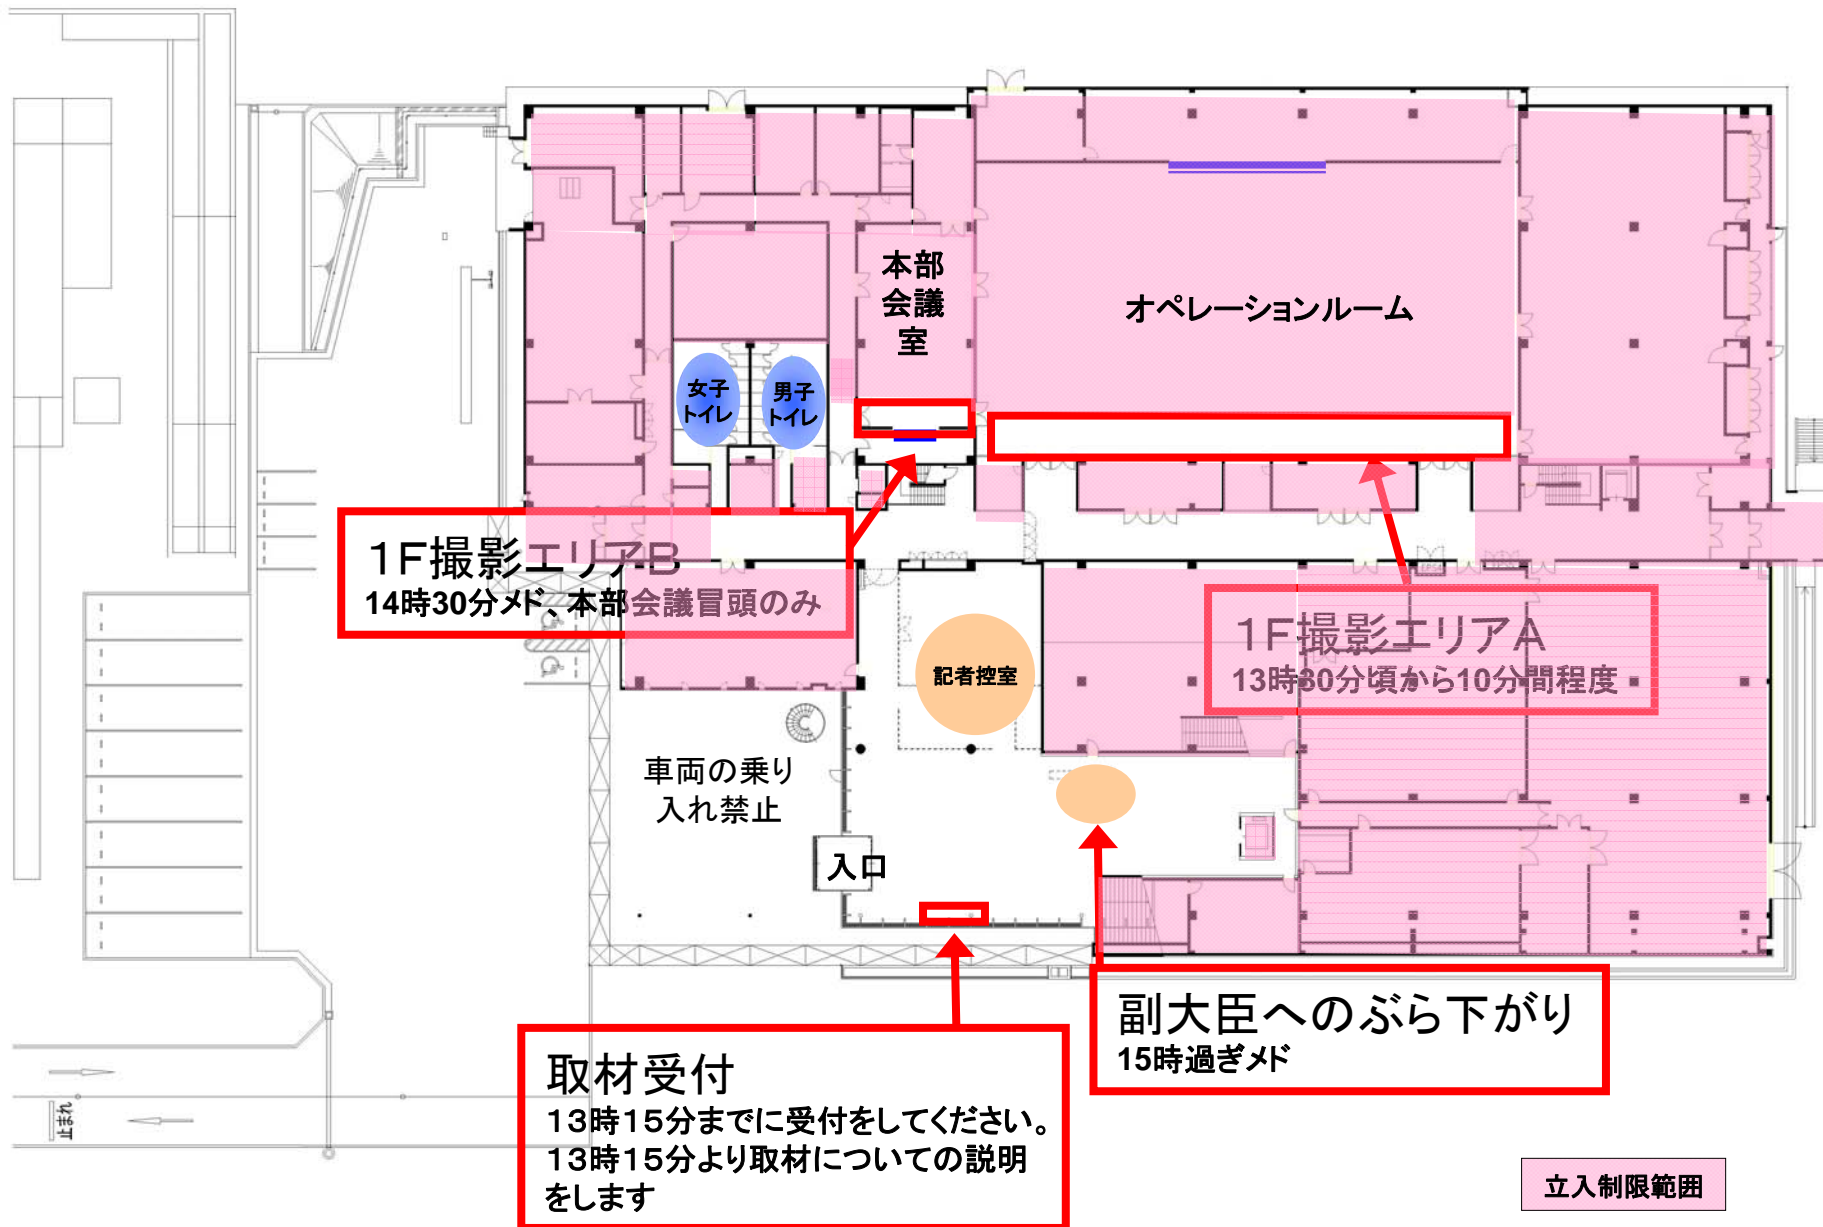 本部
会議
室
オペレーションルーム
女子
トイレ
男子
トイレ
1F撮影エリアB
14時30分メド、本部会議冒頭のみ
1F撮影エリアA
13時30分頃から10分間程度
記者控室
車両の乗り
入れ禁止
入口
副大臣へのぶら下がり
15時過ぎメド
取材受付
13時15分までに受付をしてください。
13時15分より取材についての説明
をします
止まれ
立入制限範囲